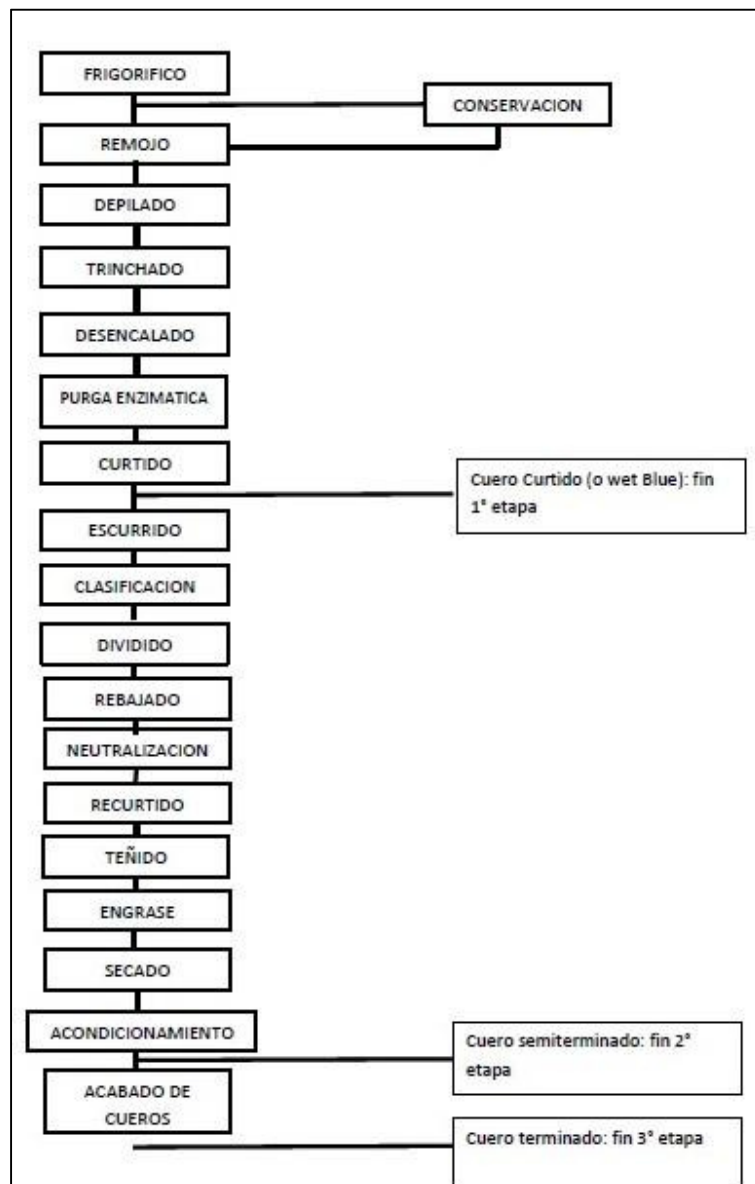 FRIGORIFICO
CONSERVACION
REMOJO
DEPILADO
TRINCHADO
DESENCALADO
PURGA ENZIMATICA
CURTIDO
Cuero Curtido (o wet Blue): fin
1° etapa
ESCURRIDO
CLASIFICACION
DIVIDIDO
REBAJADO
NEUTRALIZACION
RECURTIDO
TEÑIDO
ENGRASE
SECADO
ACONDICIONAMIENTO
Cuero semiterminado: fin 2°
etapa
ACABADO DE
CUEROS
Cuero terminado: fin 3° etapa